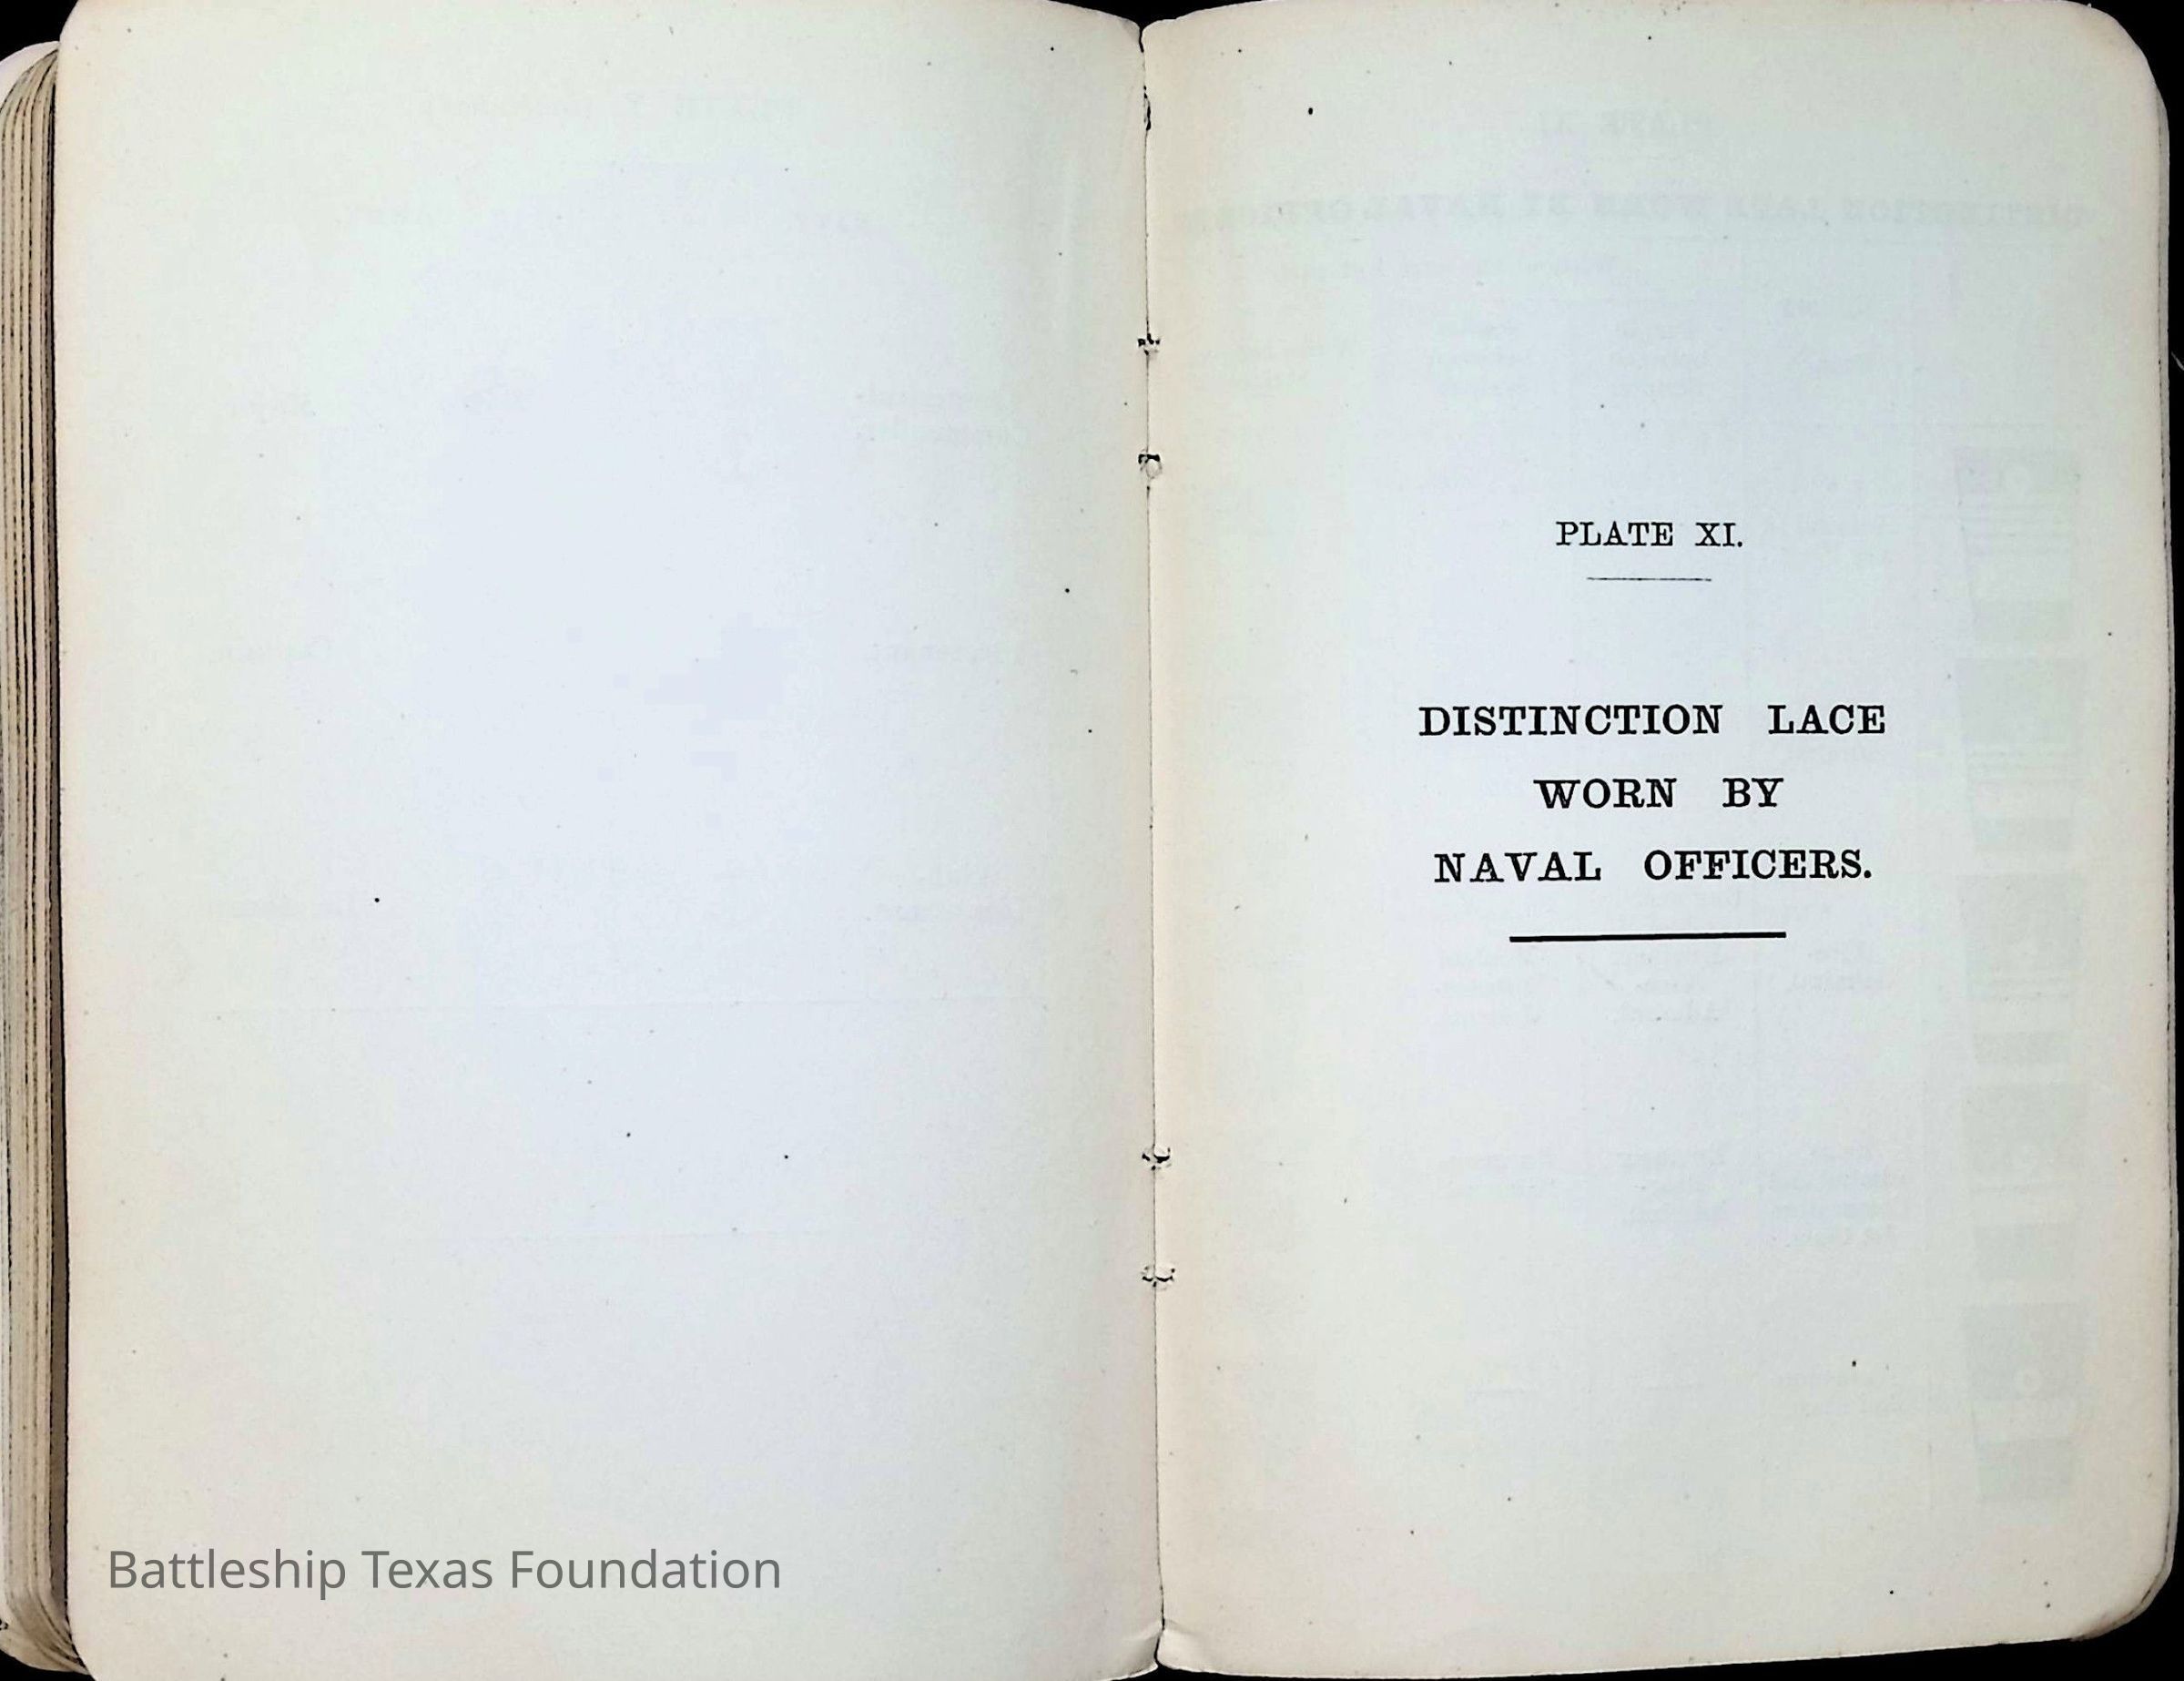 PLATE XI.
DISTINCTION LACE
WORN BY
NAVAL OFFICERS.
Battleship Texas Foundation